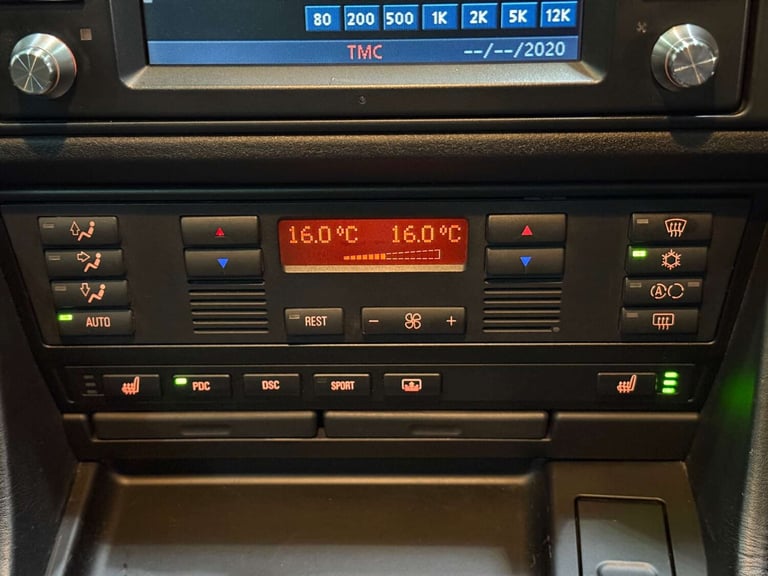 80 200 500 1K 2K 5K 12K
TMC --/--/2020
16.0°C 16.0°C
A
AUTO REST - +
PDC DSC SPORT